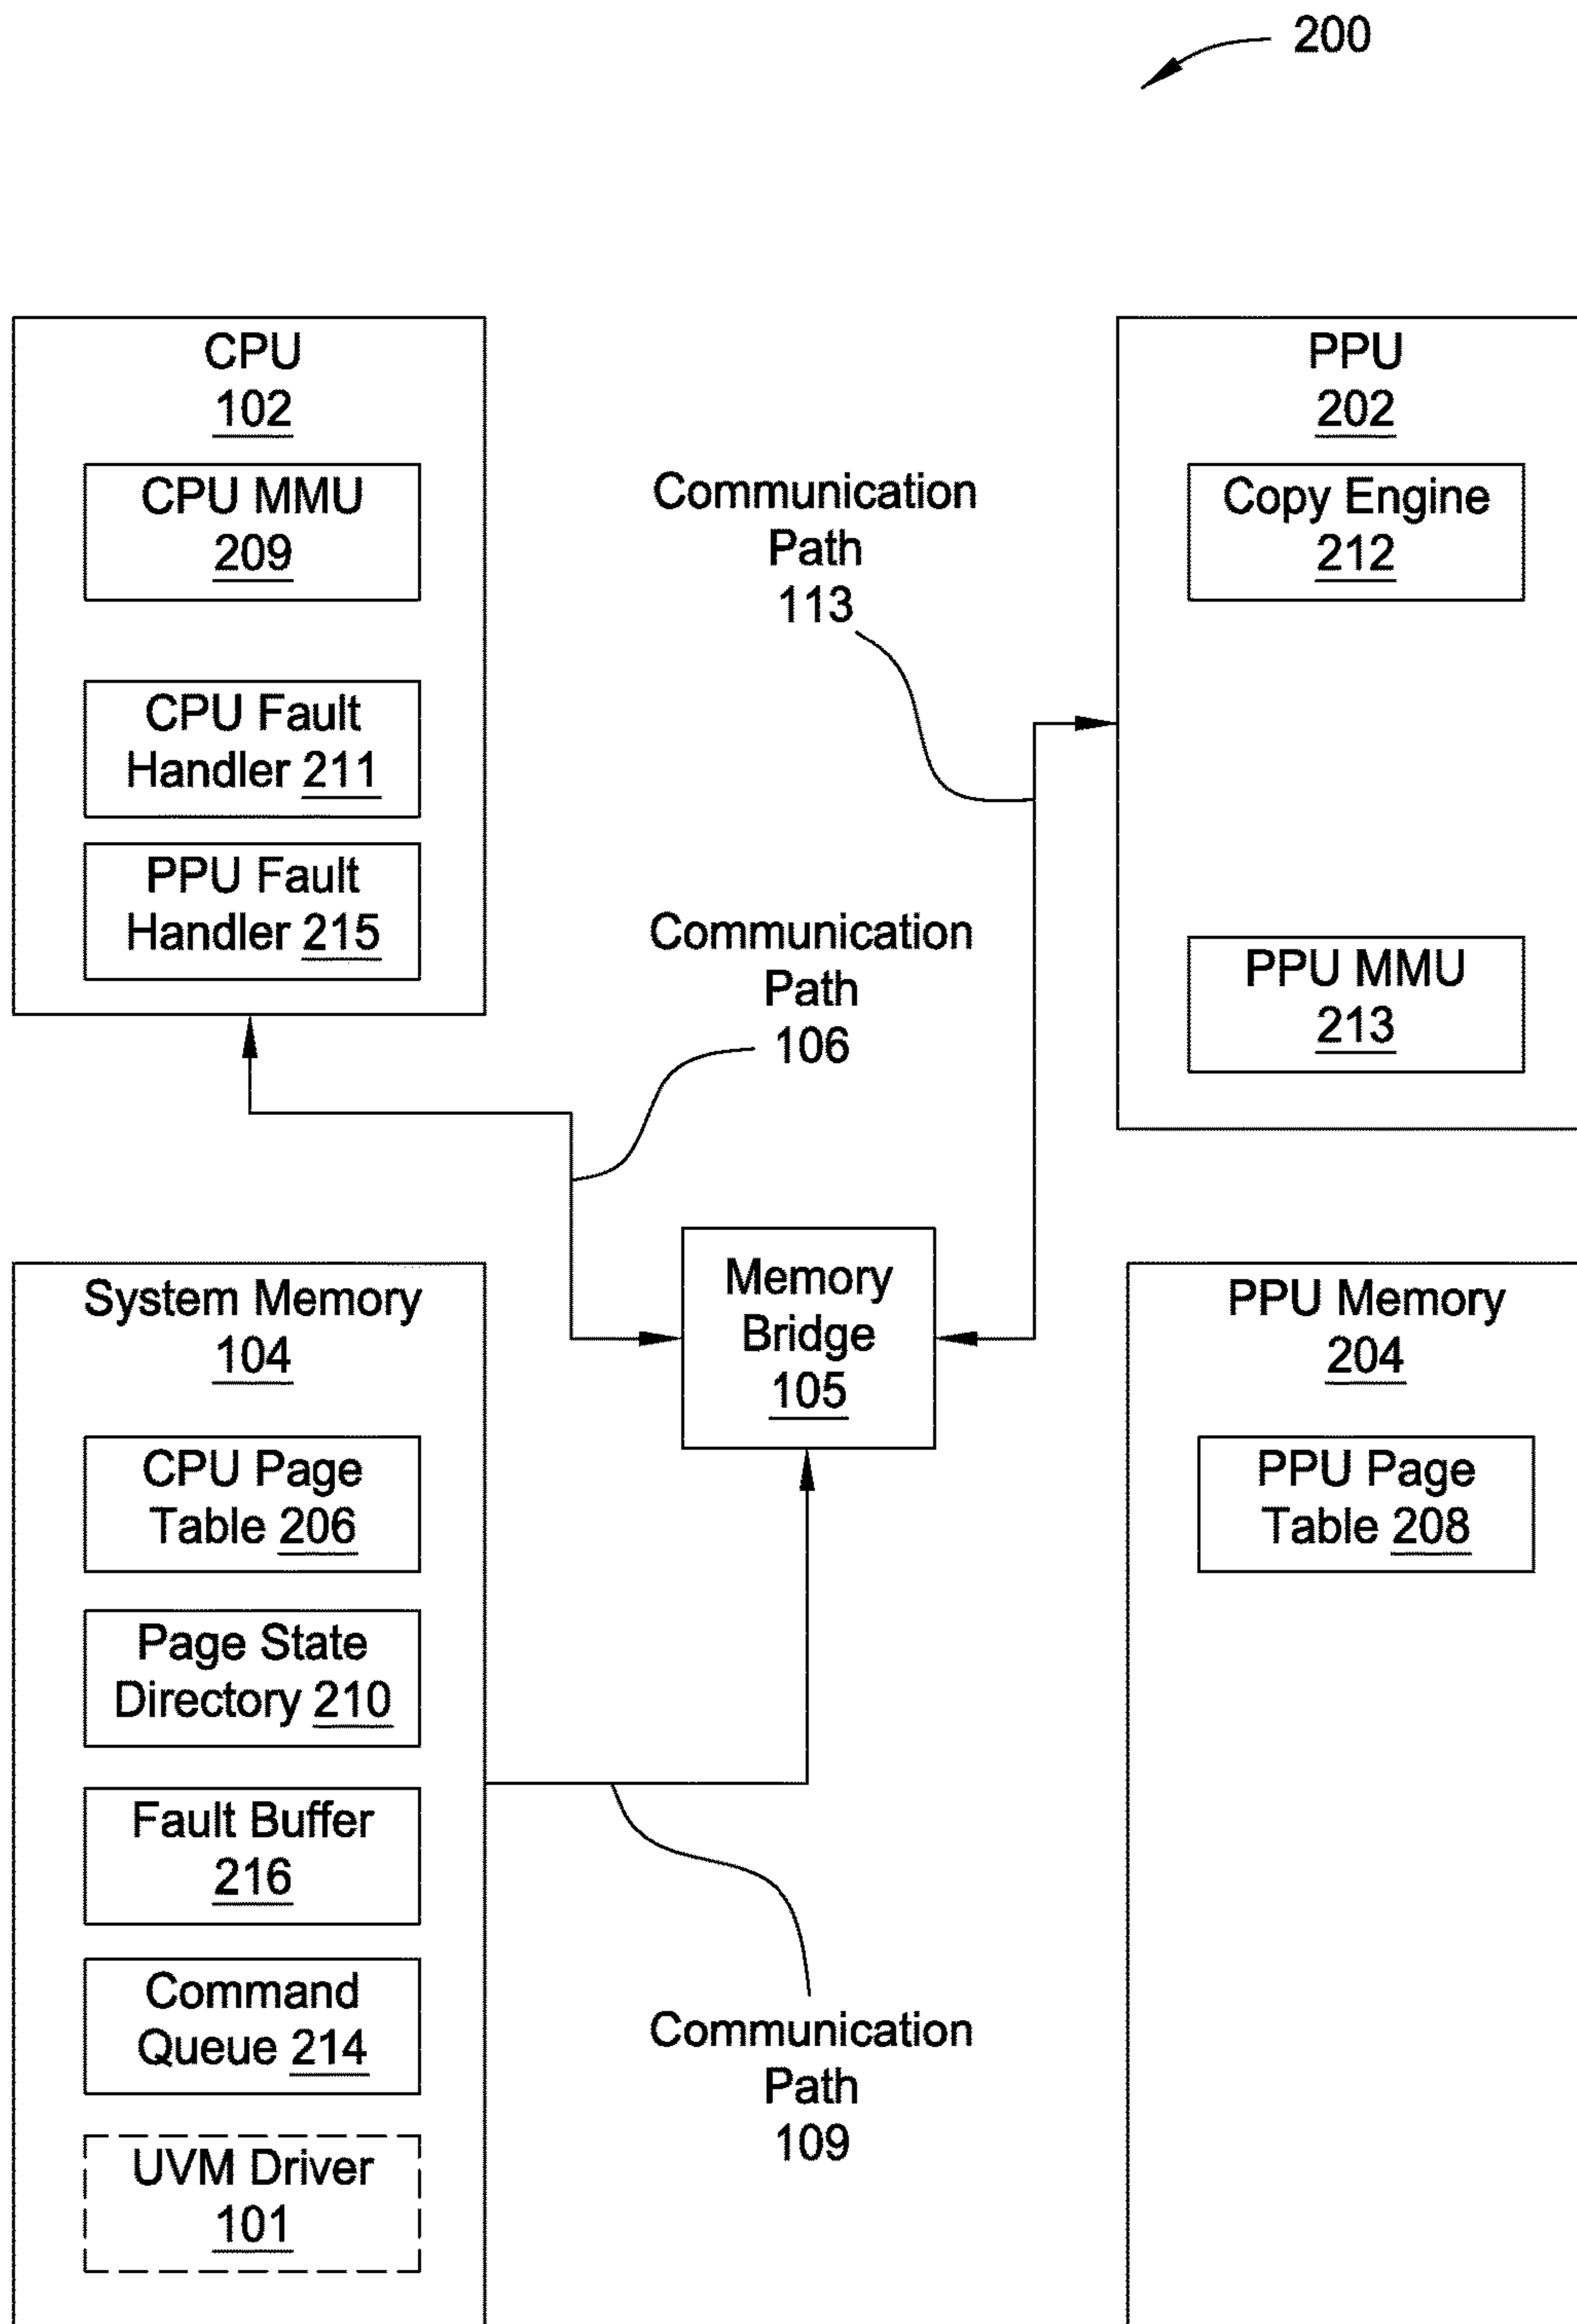 200
CPU
102
CPU MMU
209
CPU Fault
Handler 211
PPU Fault
Handler 215
Communication
Path
113
PPU
202
Copy Engine
212
PPU MMU
213
Communication
Path
106
Memory
Bridge
105
System Memory
104
CPU Page
Table 206
Page State
Directory 210
Fault Buffer
216
Command
Queue 214
UVM Driver
101
PPU Memory
204
PPU Page
Table 208
Communication
Path
109